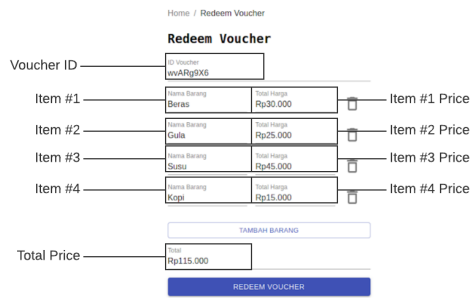 Home / Redeem Voucher
Redeem Voucher
Voucher ID
ID Voucher
wvARg9X6
Item #1
Nama Barang
Beras
Total Harga
Rp30.000
Item #1 Price
Item #2
Nama Barang
Gula
Total Harga
Rp25.000
Item #2 Price
Item #3
Nama Barang
Susu
Total Harga
Rp45.000
Item #3 Price
Item #4
Nama Barang
Kopi
Total Harga
Rp15.000
Item #4 Price
TAMBAH BARANG
Total Price
Total
Rp115.000
REDEEM VOUCHER